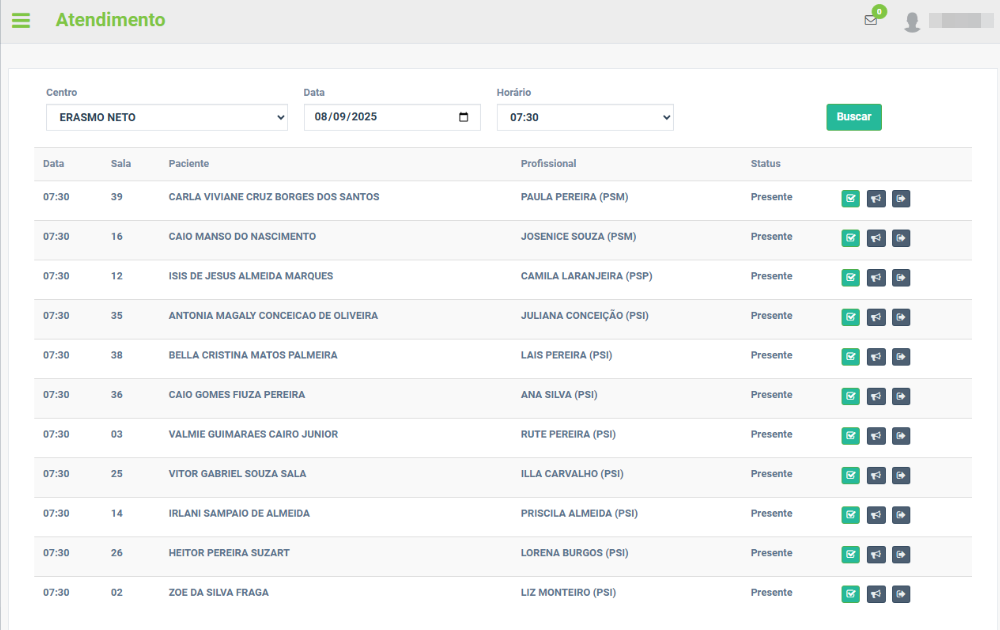 Atendimento
0
Centro Data Horário
ERASMO NETO 08/09/2025 07:30 Buscar
Data Sala Paciente Profissional Status
07:30 39 CARLA VIVIANE CRUZ BORGES DOS SANTOS PAULA PEREIRA (PSM) Presente
07:30 16 CAIO MANSO DO NASCIMENTO JOSENICE SOUZA (PSM) Presente
07:30 12 ISIS DE JESUS ALMEIDA MARQUES CAMILA LARANJEIRA (PSP) Presente
07:30 35 ANTONIA MAGALY CONCEICAO DE OLIVEIRA JULIANA CONCEIÇÃO (PSI) Presente
07:30 38 BELLA CRISTINA MATOS PALMEIRA LAIS PEREIRA (PSI) Presente
07:30 36 CAIO GOMES FIUZA PEREIRA ANA SILVA (PSI) Presente
07:30 03 VALMIE GUIMARAES CAIRO JUNIOR RUTE PEREIRA (PSI) Presente
07:30 25 VITOR GABRIEL SOUZA SALA ILLA CARVALHO (PSI) Presente
07:30 14 IRLANI SAMPAIO DE ALMEIDA PRISCILA ALMEIDA (PSI) Presente
07:30 26 HEITOR PEREIRA SUZART LORENA BURGOS (PSI) Presente
07:30 02 ZOE DA SILVA FRAGA LIZ MONTEIRO (PSI) Presente